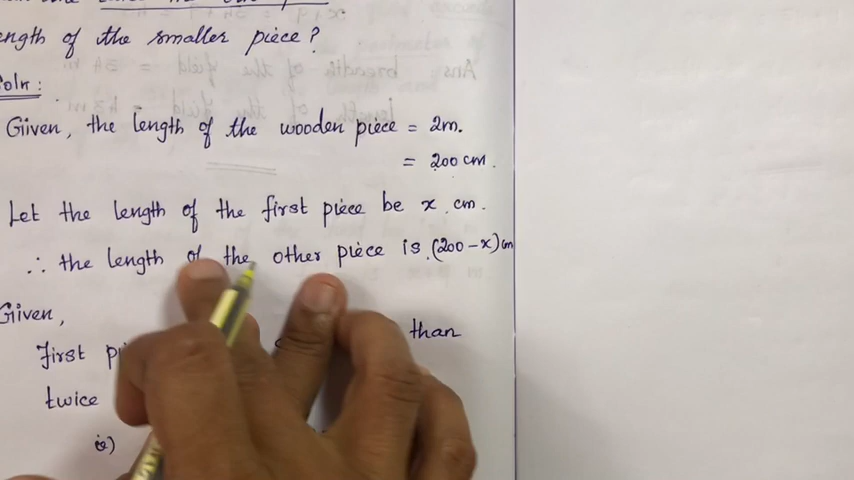 ength of the smaller piece?
Soln:
Given, the length of the wooden piece = 2m.
= 200 cm.
Let the length of the first piece be x cm.
∴ the length of the other piece is (200 - x) cm
Given,
First than
twice
ie)